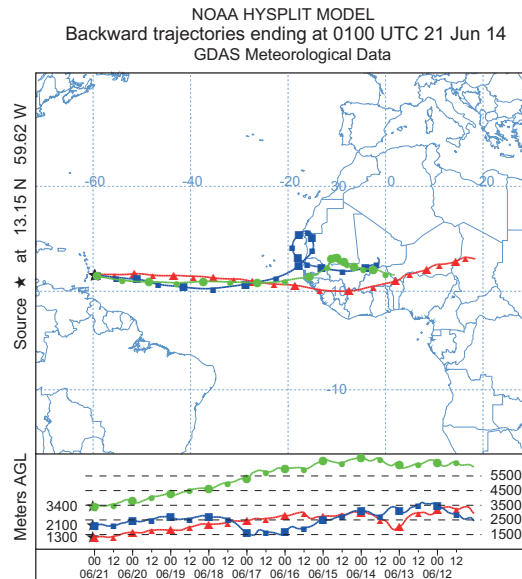 NOAA HYSPLIT MODEL
Backward trajectories ending at 0100 UTC 21 Jun 14
GDAS Meteorological Data
Source ★ at 13.15 N 59.62 W
-60 -40 -20 0 20
30
0
-10
Meters AGL
5500
3400 4500
3500
2100 2500
1300 1500
00 12 00 12 00 12 00 12 00 12 00 12 00 12 00 12 00 12 00 12
06/21 06/20 06/19 06/18 06/17 06/16 06/15 06/14 06/13 06/12